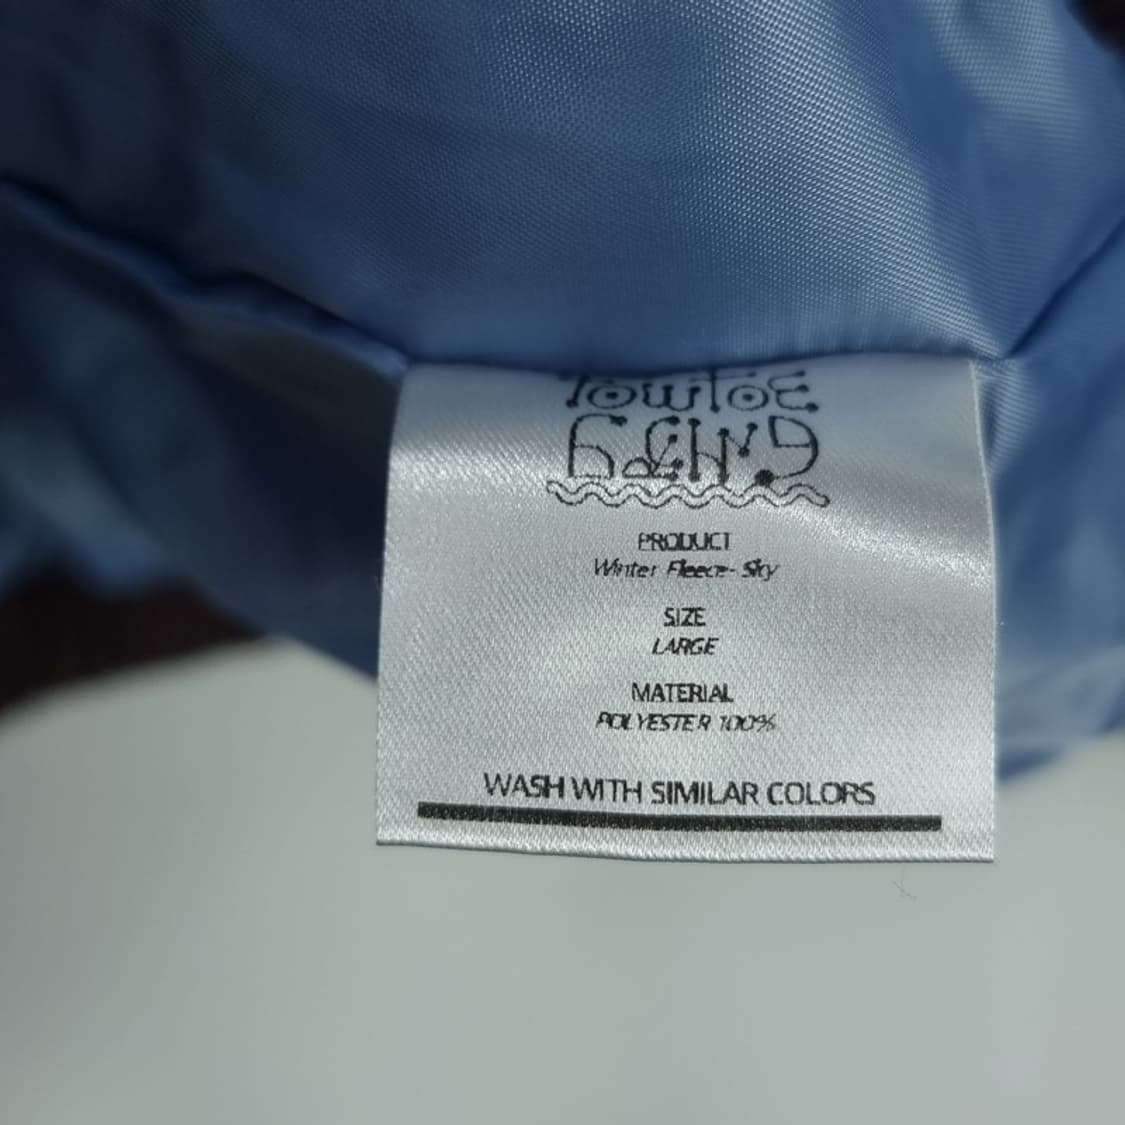 PRODUCT
Winter Fleece- Sky
SIZE
LARGE
MATERIAL
POLYESTER 100%
WASH WITH SIMILAR COLORS